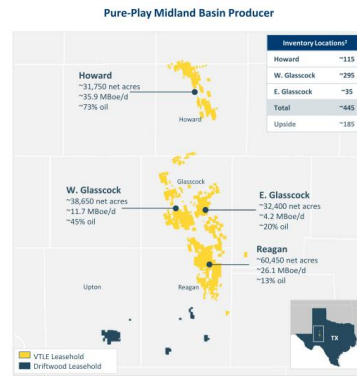 Pure-Play Midland Basin Producer
Inventory Locations²
Howard ~115
W. Glasscock ~295
E. Glasscock ~35
Total ~445
Upside ~185
Howard
~31,750 net acres
~35.9 MBoe/d
~73% oil
Howard
Glasscock
W. Glasscock
~38,650 net acres
~11.7 MBoe/d
~45% oil
E. Glasscock
~32,400 net acres
~4.2 MBoe/d
~20% oil
Reagan
~60,450 net acres
~26.1 MBoe/d
~13% oil
Upton
Reagan
TX
VTLE Leasehold
Driftwood Leasehold